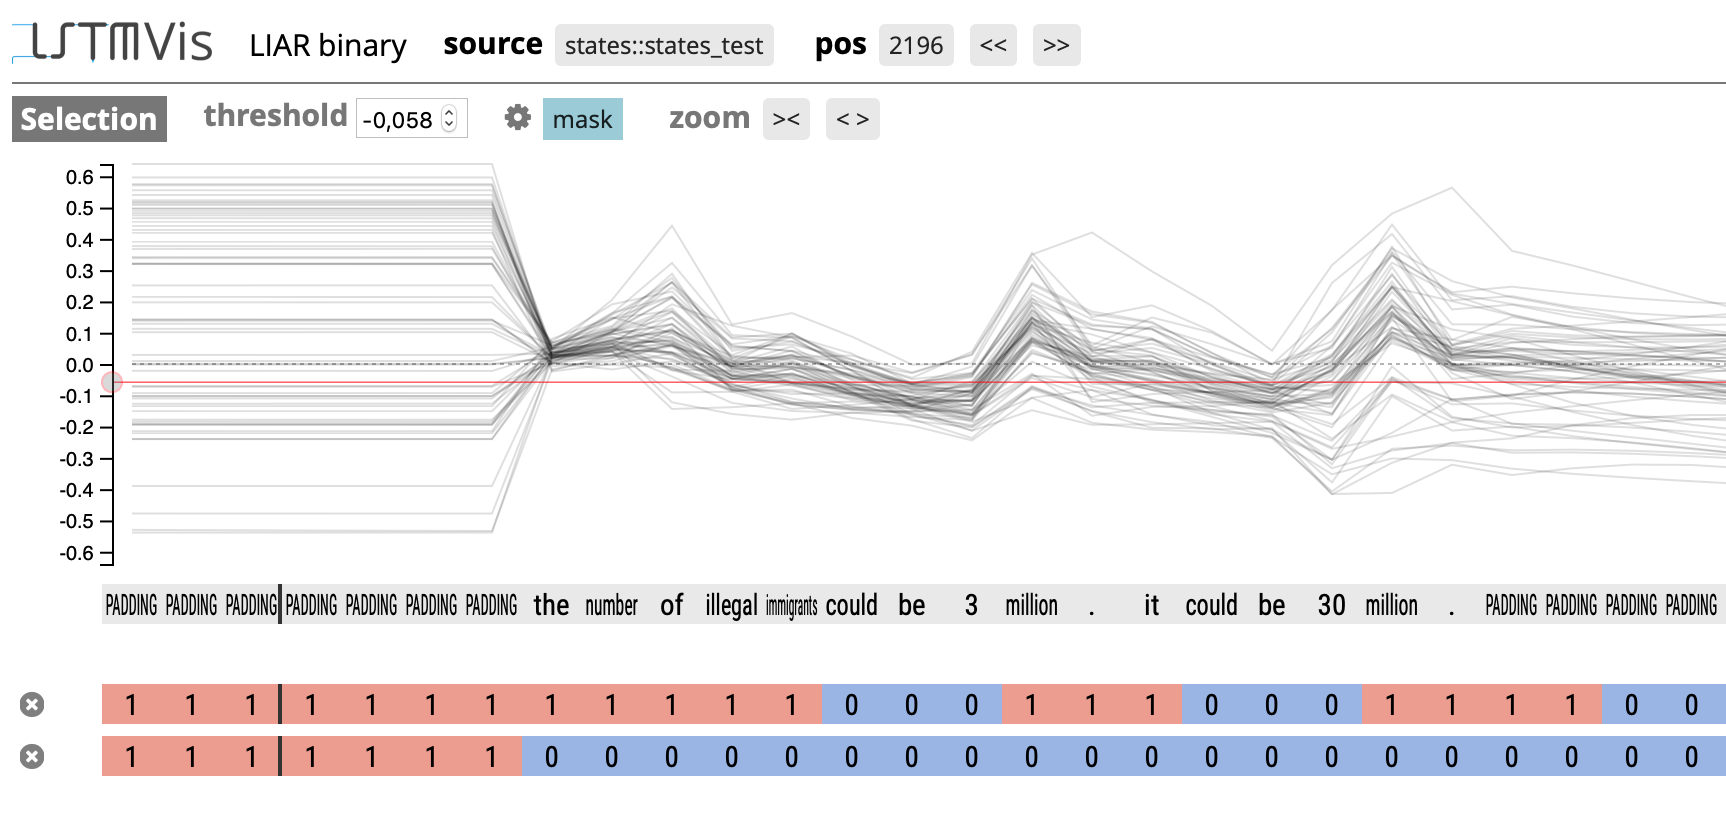 LSTMVis LIAR binary source states::states_test pos 2196 << >>
Selection threshold -0,058 mask zoom >< < >
0.6
0.5
0.4
0.3
0.2
0.1
0.0
-0.1
-0.2
-0.3
-0.4
-0.5
-0.6
PADDING PADDING PADDING PADDING PADDING PADDING PADDING the number of illegal immigrants could be 3 million . it could be 30 million . PADDING PADDING PADDING PADDING
1 1 1 1 1 1 1 1 1 1 1 1 0 0 0 1 1 1 0 0 0 1 1 1 1 0 0
1 1 1 1 1 1 1 0 0 0 0 0 0 0 0 0 0 0 0 0 0 0 0 0 0 0 0